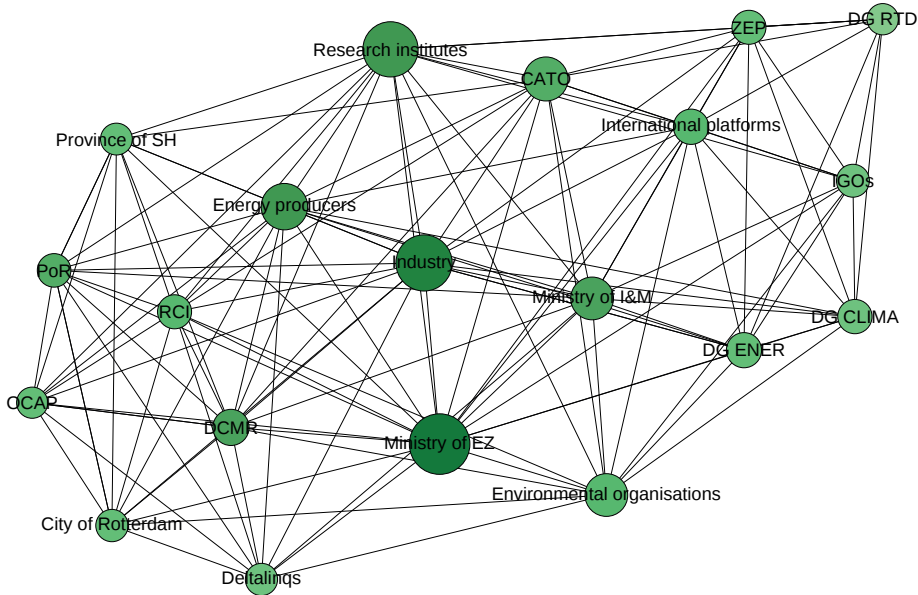 DG RTD
ZEP
Research institutes
CATO
International platforms
Province of SH
IGOs
Energy producers
Industry
PoR
Ministry of I&M
RCI
DG CLIMA
DG ENER
OCAP
DCMR
Ministry of EZ
Environmental organisations
City of Rotterdam
Deltalinqs